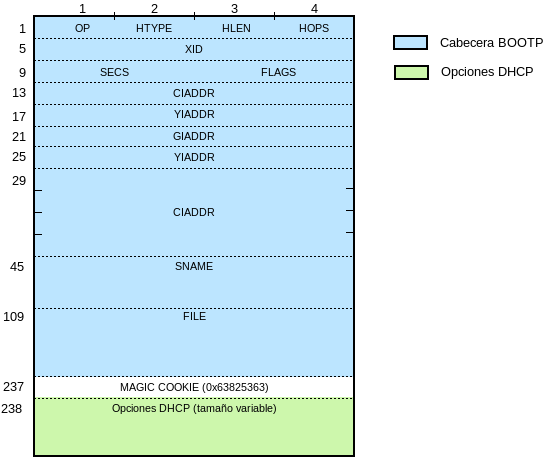 1 2 3 4
1 OP HTYPE HLEN HOPS
5 XID
9 SECS FLAGS
13 CIADDR
17 YIADDR
21 GIADDR
25 YIADDR
29
CIADDR
45 SNAME
109 FILE
237 MAGIC COOKIE (0x63825363)
238 Opciones DHCP (tamaño variable)
Cabecera BOOTP
Opciones DHCP